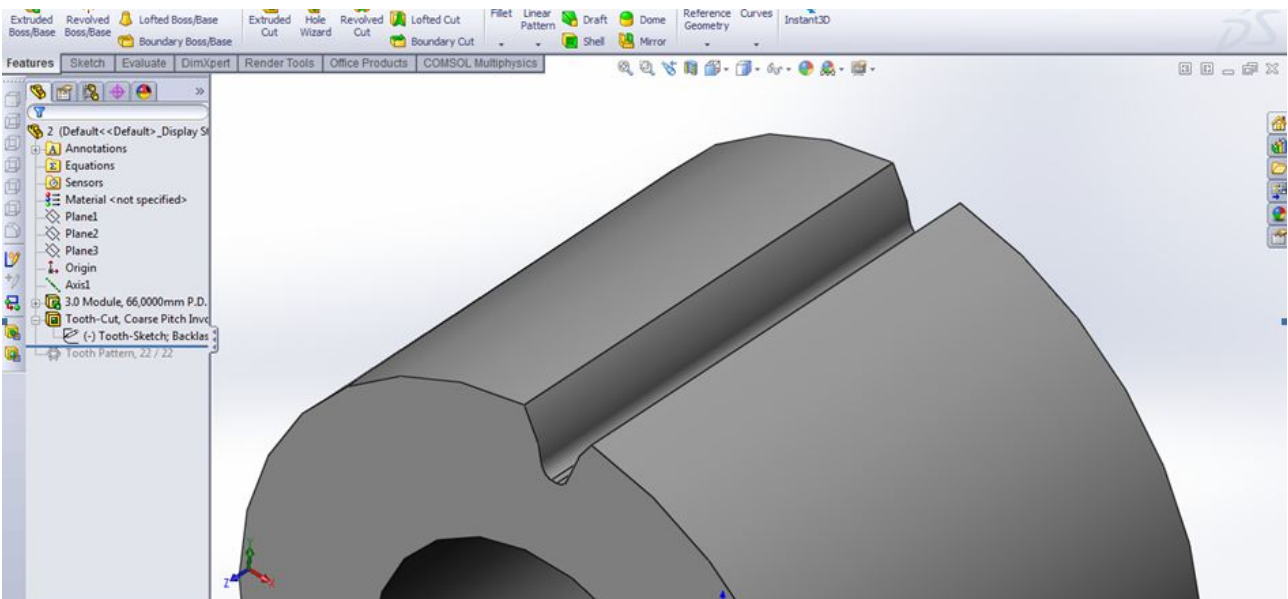 Extruded Boss/Base
Revolved Boss/Base
Lofted Boss/Base
Boundary Boss/Base
Extruded Cut
Hole Wizard
Revolved Cut
Lofted Cut
Boundary Cut
Fillet
Linear Pattern
Draft
Shell
Dome
Mirror
Reference Geometry
Curves
Instant3D
Features Sketch Evaluate DimXpert Render Tools Office Products COMSOL Multiphysics
2 (Default<<Default>_Display St
Annotations
Equations
Sensors
Material <not specified>
Plane1
Plane2
Plane3
Origin
Axis1
3.0 Module, 66,0000mm P.D.
Tooth-Cut, Coarse Pitch Invo
(-) Tooth-Sketch; Backlas
Tooth Pattern, 22 / 22
Y
Z
X